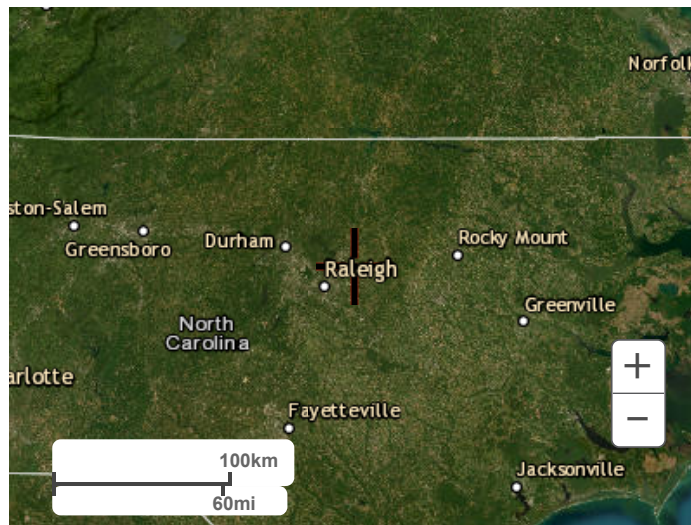 Norfolk
ston-Salem
Greensboro
Durham
Rocky Mount
Raleigh
Greenville
North
Carolina
arlotte
Fayetteville
Jacksonville
100km
60mi
+
−